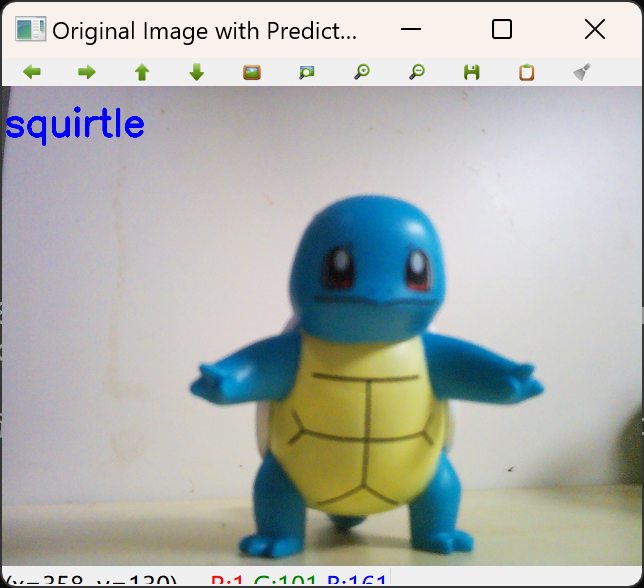 Original Image with Predict...
squirtle
(x=358, y=130) R:1 G:101 B:161